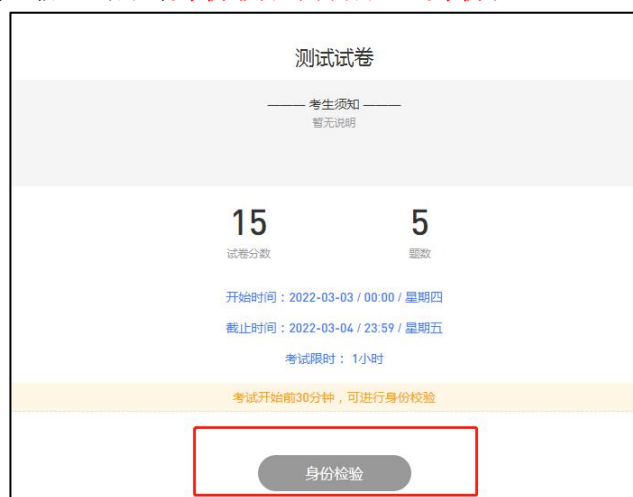 测试试卷
——— 考生须知 ———
暂无说明
15
试卷分数
5
题数
开始时间：2022-03-03 / 00:00 / 星期四
截止时间：2022-03-04 / 23:59 / 星期五
考试限时： 1小时
考试开始前30分钟，可进行身份校验
身份检验